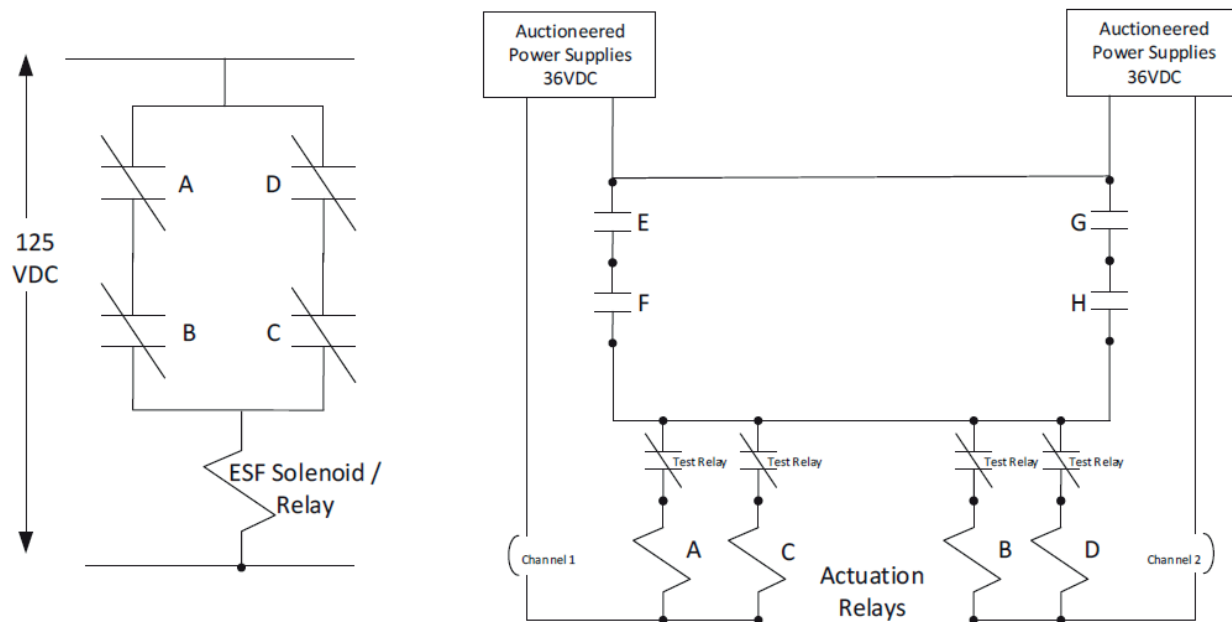 Auctioneered
Power Supplies
36VDC
Auctioneered
Power Supplies
36VDC
A
D
E
G
125
VDC
F
H
B
C
Test Relay
Test Relay
Test Relay
Test Relay
ESF Solenoid /
Relay
Channel 1
A
C
B
D
Channel 2
Actuation
Relays